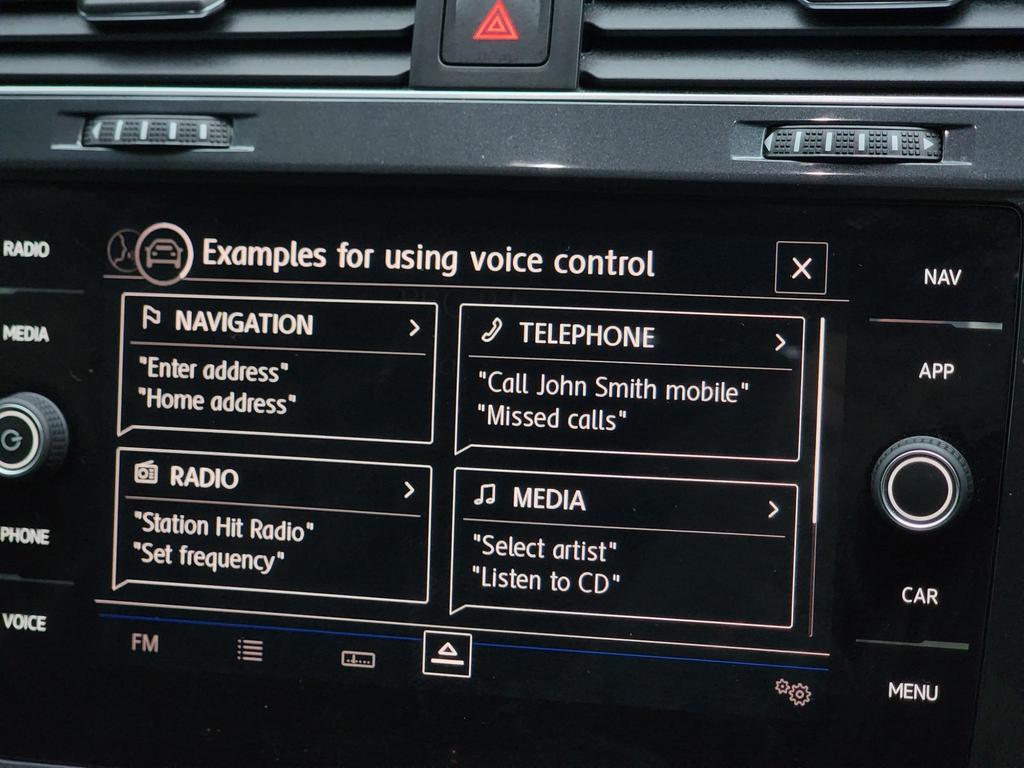 RADIO
MEDIA
PHONE
VOICE
Examples for using voice control
NAVIGATION
"Enter address"
"Home address"
TELEPHONE
"Call John Smith mobile"
"Missed calls"
RADIO
"Station Hit Radio"
"Set frequency"
MEDIA
"Select artist"
"Listen to CD"
FM
NAV
APP
CAR
MENU